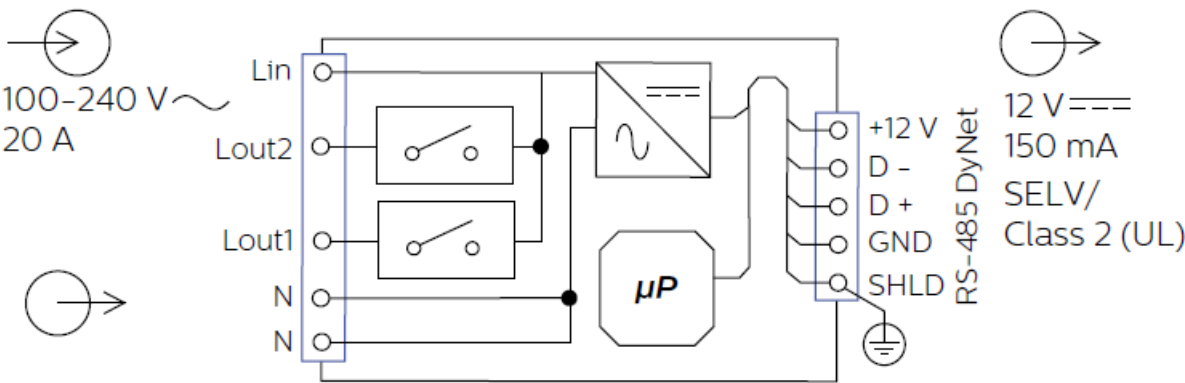 100-240 V
20 A
Lin
Lout2
Lout1
N
N
µP
+12 V
D -
D +
GND
SHLD
RS-485 DyNet
12 V
150 mA
SELV/
Class 2 (UL)